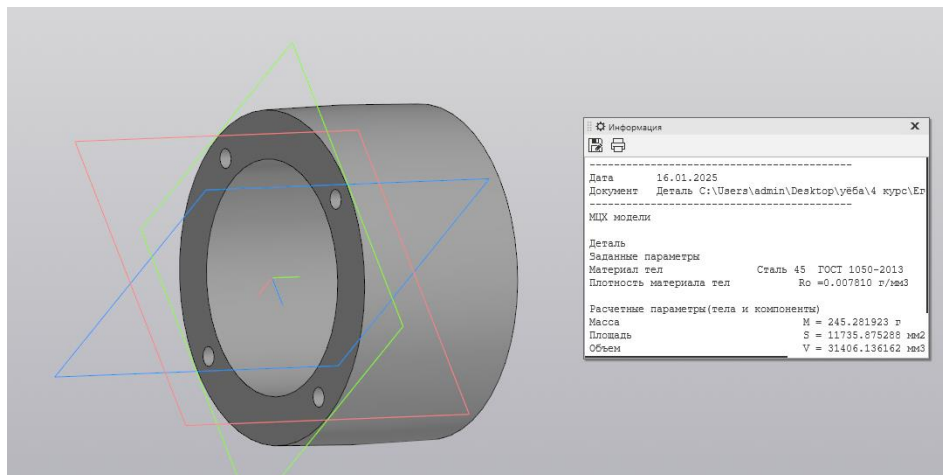 Информация
-------------------------------------------
Дата 16.01.2025
Документ Деталь C:\Users\admin\Desktop\уёба\4 курс\Ег
-------------------------------------------
МЦХ модели
Деталь
Заданные параметры
Материал тел Сталь 45 ГОСТ 1050-2013
Плотность материала тел Ro =0.007810 г/мм3
Расчетные параметры(тела и компоненты)
Масса M = 245.281923 г
Площадь S = 11735.875288 мм2
Объем V = 31406.136162 мм3